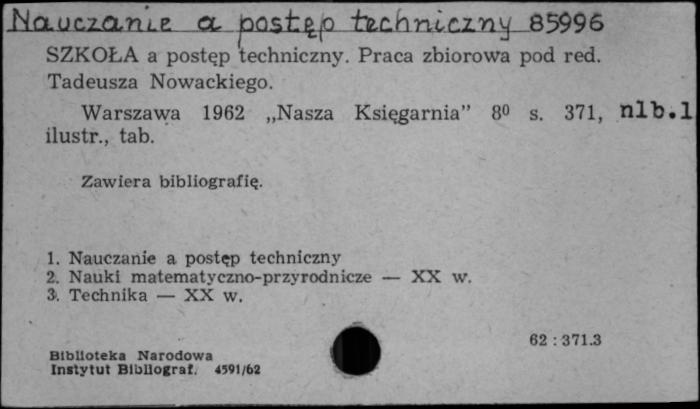 Nauczanie a postęp techniczny 85996
SZKOŁA a postęp techniczny. Praca zbiorowa pod red.
Tadeusza Nowackiego.
Warszawa 1962 „Nasza Księgarnia” 8⁰ s. 371, nlb.1
ilustr., tab.
Zawiera bibliografię.
1. Nauczanie a postęp techniczny
2. Nauki matematyczno-przyrodnicze — XX w.
3. Technika — XX w.
62 : 371.3
Biblioteka Narodowa
Instytut Bibliograf. 4591/62